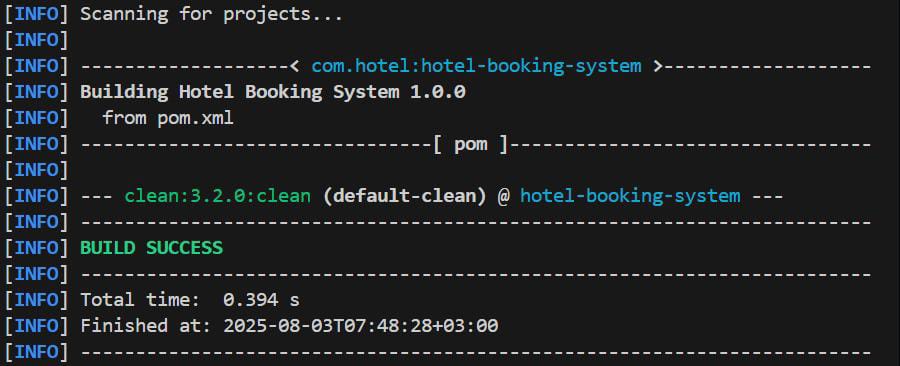 [INFO] Scanning for projects...
[INFO]
[INFO] -------------------< com.hotel:hotel-booking-system >-------------------
[INFO] Building Hotel Booking System 1.0.0
[INFO]   from pom.xml
[INFO] --------------------------------[ pom ]---------------------------------
[INFO]
[INFO] --- clean:3.2.0:clean (default-clean) @ hotel-booking-system ---
[INFO] ------------------------------------------------------------------------
[INFO] BUILD SUCCESS
[INFO] ------------------------------------------------------------------------
[INFO] Total time:  0.394 s
[INFO] Finished at: 2025-08-03T07:48:28+03:00
[INFO] ------------------------------------------------------------------------